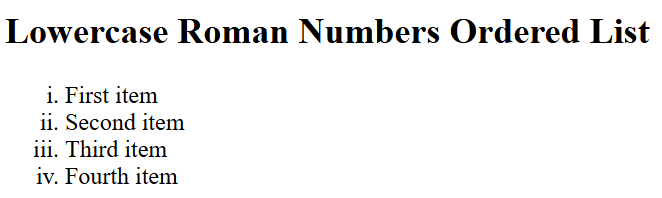 Lowercase Roman Numbers Ordered List
i. First item
ii. Second item
iii. Third item
iv. Fourth item